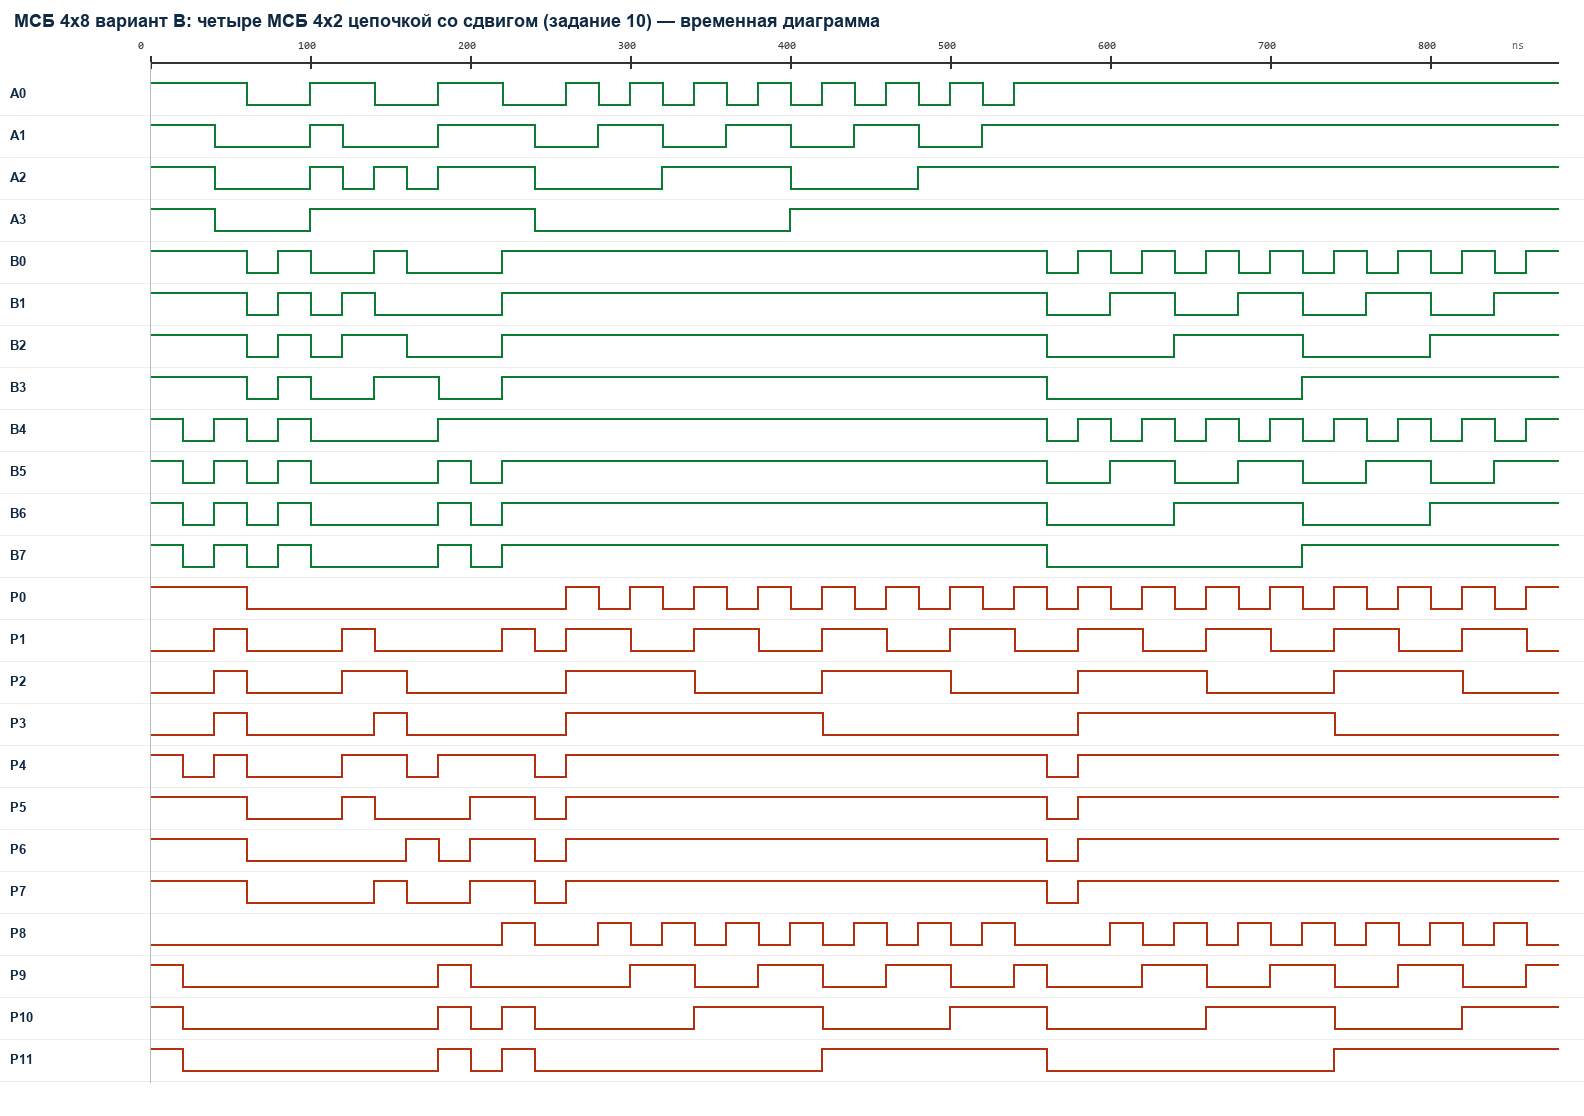 МСБ 4x8 вариант В: четыре МСБ 4x2 цепочкой со сдвигом (задание 10) — временная диаграмма
0 100 200 300 400 500 600 700 800 ns
A0
A1
A2
A3
B0
B1
B2
B3
B4
B5
B6
B7
P0
P1
P2
P3
P4
P5
P6
P7
P8
P9
P10
P11